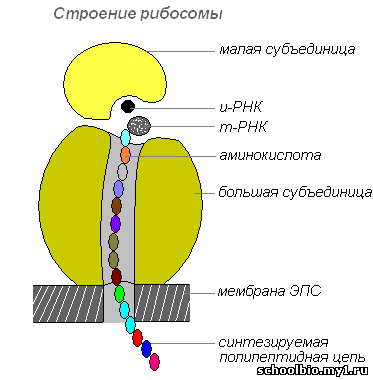 Строение рибосомы
малая субъединица
и-РНК
т-РНК
аминокислота
большая субъединица
мембрана ЭПС
синтезируемая
полипептидная цепь
schoolbio.my1.ru